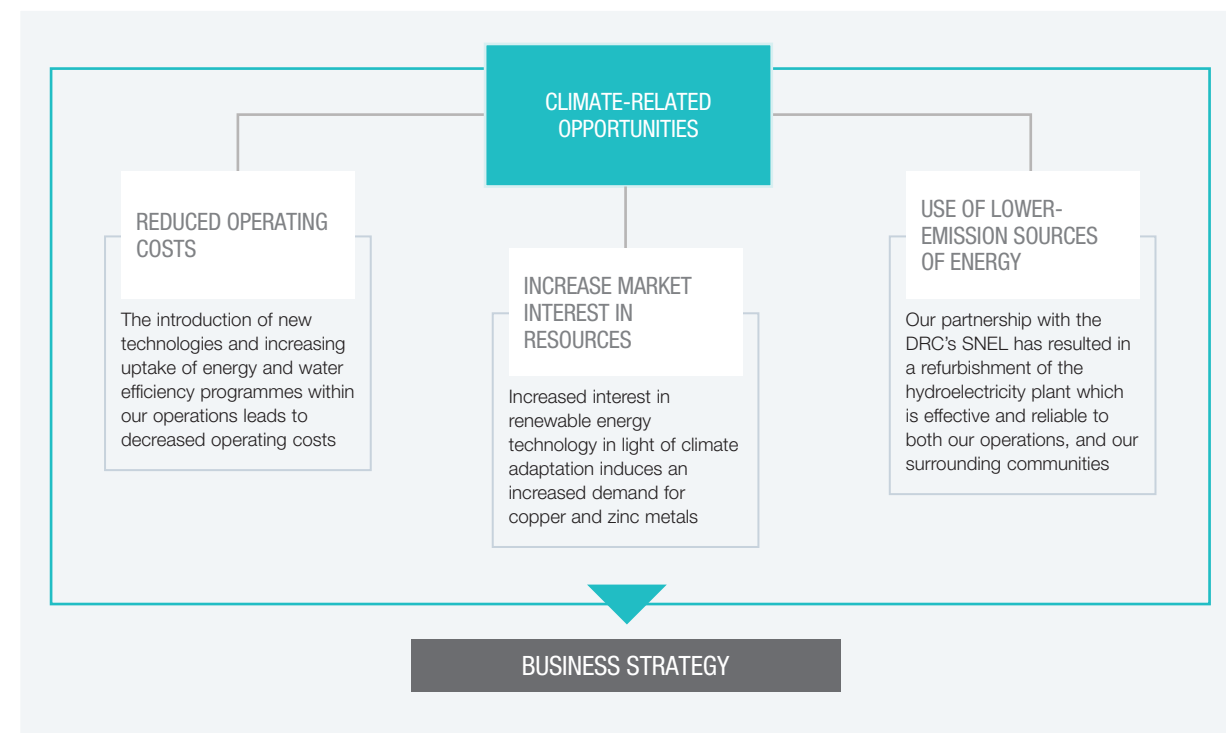 CLIMATE-RELATED
OPPORTUNITIES
REDUCED OPERATING
COSTS
The introduction of new
technologies and increasing
uptake of energy and water
efficiency programmes within
our operations leads to
decreased operating costs
INCREASE MARKET
INTEREST IN
RESOURCES
Increased interest in
renewable energy
technology in light of climate
adaptation induces an
increased demand for
copper and zinc metals
USE OF LOWER-
EMISSION SOURCES
OF ENERGY
Our partnership with the
DRC’s SNEL has resulted in
a refurbishment of the
hydroelectricity plant which
is effective and reliable to
both our operations, and our
surrounding communities
BUSINESS STRATEGY